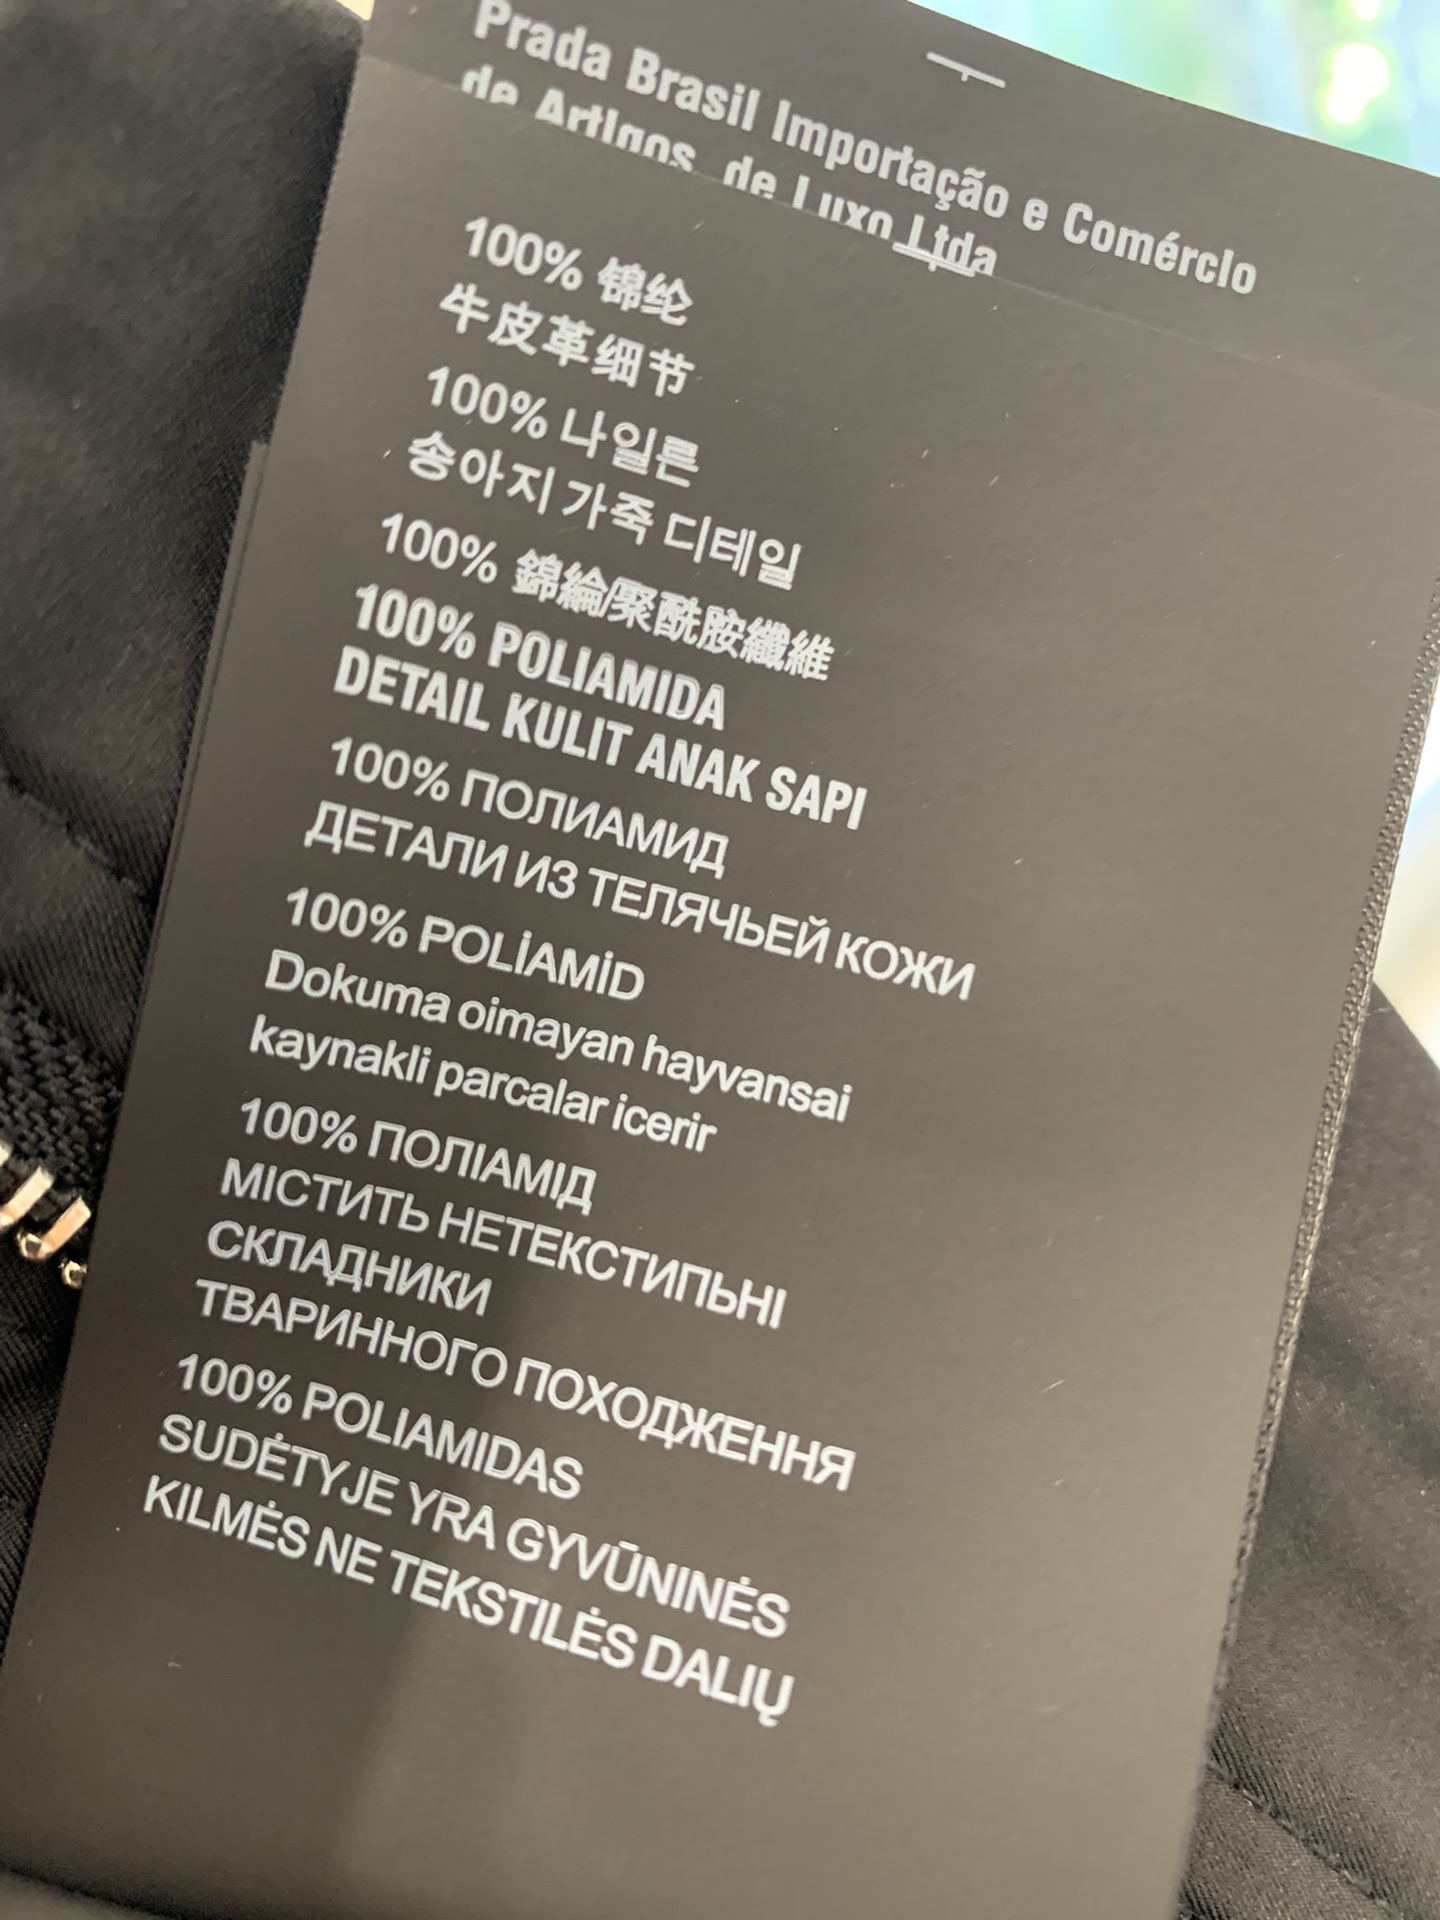 Prada Brasil Importação e Comércio
de Artigos de Luxo Ltda
100% 锦纶
牛皮革细节
100% 나일론
송아지 가죽 디테일
100% 錦綸/聚酰胺纖維
100% POLIAMIDA
DETAIL KULIT ANAK SAPI
100% ПОЛИАМИД
ДЕТАЛИ ИЗ ТЕЛЯЧЬЕЙ КОЖИ
100% POLİAMİD
Dokuma oimayan hayvansai
kaynakli parcalar icerir
100% ПОЛІАМІД
МІСТИТЬ НЕТЕКСТИПЬНІ
СКЛАДНИКИ
ТВАРИННОГО ПОХОДЖЕННЯ
100% POLIAMIDAS
SUDĖTYJE YRA GYVŪNINĖS
KILMĖS NE TEKSTILĖS DALIŲ